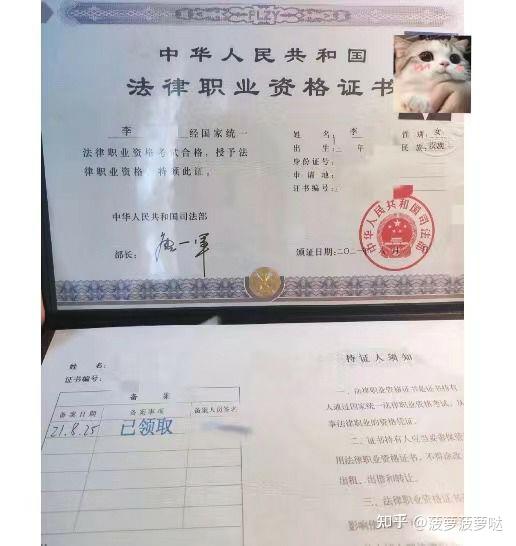 中华人民共和国
法律职业资格证书
李 经国家统一
法律职业资格考试合格，授予法
律职业资格，特颁此证。
中华人民共和国司法部
部长：
姓 名：李
性 别：女
出 生： 年
民 族：汉族
身份证号：
申 请 地：
证书编号：
中华人民共和国司法部
颁证日期:二〇二一 月
姓 名：
证书编号：
备 案
备案日期 备案事项 备案人员签名
21.8.25 已领取
持证人须知
一、法律职业资格证书是证书持有
人通过国家统一法律职业资格考试，从
事法律职业的资格凭证。
二、证书持有人应当妥善保管
用法律职业资格证书，不得涂改
出租、出借和转让。
三、法律职业资格证书
影响使
知乎 @菠萝菠萝哒